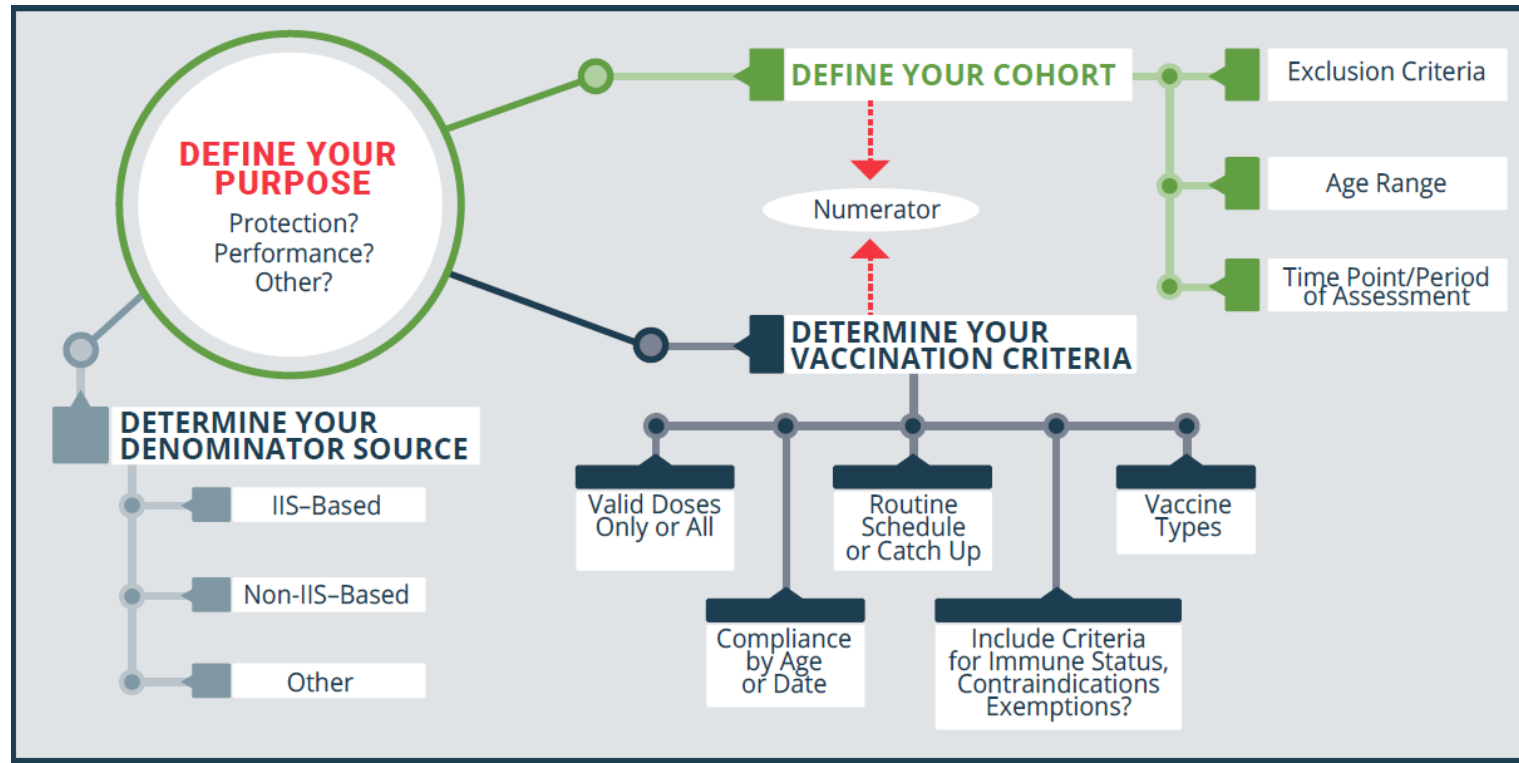 DEFINE YOUR
PURPOSE
Protection?
Performance?
Other?
DEFINE YOUR COHORT
Exclusion Criteria
Age Range
Time Point/Period
of Assessment
Numerator
DETERMINE YOUR
VACCINATION CRITERIA
Valid Doses
Only or All
Compliance
by Age
or Date
Routine
Schedule
or Catch Up
Include Criteria
for Immune Status,
Contraindications
Exemptions?
Vaccine
Types
DETERMINE YOUR
DENOMINATOR SOURCE
IIS–Based
Non-IIS–Based
Other